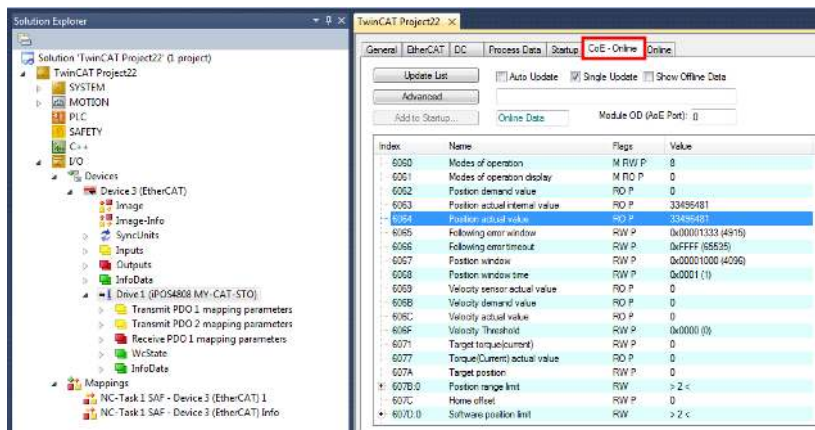 Solution Explorer
Solution 'TwinCAT Project22' (1 project)
TwinCAT Project22
SYSTEM
MOTION
PLC
SAFETY
C++
I/O
Devices
Device 3 (EtherCAT)
Image
Image-Info
SyncUnits
Inputs
Outputs
InfoData
Drive 1 (iPOS4808 MY-CAT-STO)
Transmit PDO 1 mapping parameters
Transmit PDO 2 mapping parameters
Receive PDO 1 mapping parameters
WcState
InfoData
Mappings
NC-Task 1 SAF - Device 3 (EtherCAT) 1
NC-Task 1 SAF - Device 3 (EtherCAT) Info
TwinCAT Project22
General EtherCAT DC Process Data Startup CoE - Online Online
Update List Auto Update Single Update Show Offline Data
Advanced
Add to Startup... Online Data Module OD (AoE Port): 0
Index Name Flags Value
6060 Modes of operation M RW P 8
6061 Modes of operation display M RO P 0
6062 Position demand value RO P 0
6063 Position actual internal value RO P 33496481
6064 Position actual value RO P 33496481
6065 Following error window RW P 0x00001333 (4915)
6066 Following error timeout RW P 0xFFFF (65535)
6067 Position window RW P 0x00001000 (4096)
6068 Position window time RW P 0x0001 (1)
6069 Velocity sensor actual value RO P 0
606B Velocity demand value RO P 0
606C Velocity actual value RO P 0
606F Velocity Threshold RW P 0x0000 (0)
6071 Target torque(current) RW P 0
6077 Torque(Current) actual value RO P 0
607A Target position RW P 0
607B:0 Position range limit RW > 2 <
607C Home offset RW P 0
607D:0 Software position limit RW > 2 <